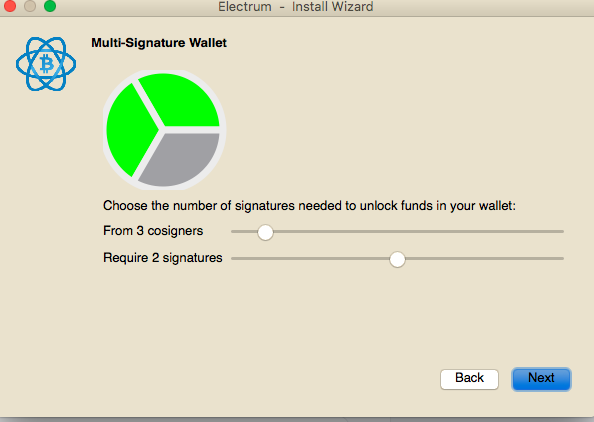 Electrum - Install Wizard
Multi-Signature Wallet
Choose the number of signatures needed to unlock funds in your wallet:
From 3 cosigners
Require 2 signatures
Back Next